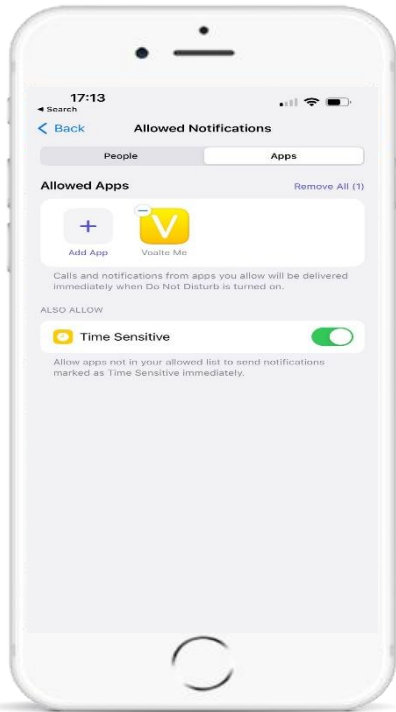 17:13
◀ Search
Back
Allowed Notifications
People
Apps
Allowed Apps
Remove All (1)
V
Add App
Voalte Me
Calls and notifications from apps you allow will be delivered
immediately when Do Not Disturb is turned on.
ALSO ALLOW
Time Sensitive
Allow apps not in your allowed list to send notifications
marked as Time Sensitive immediately.